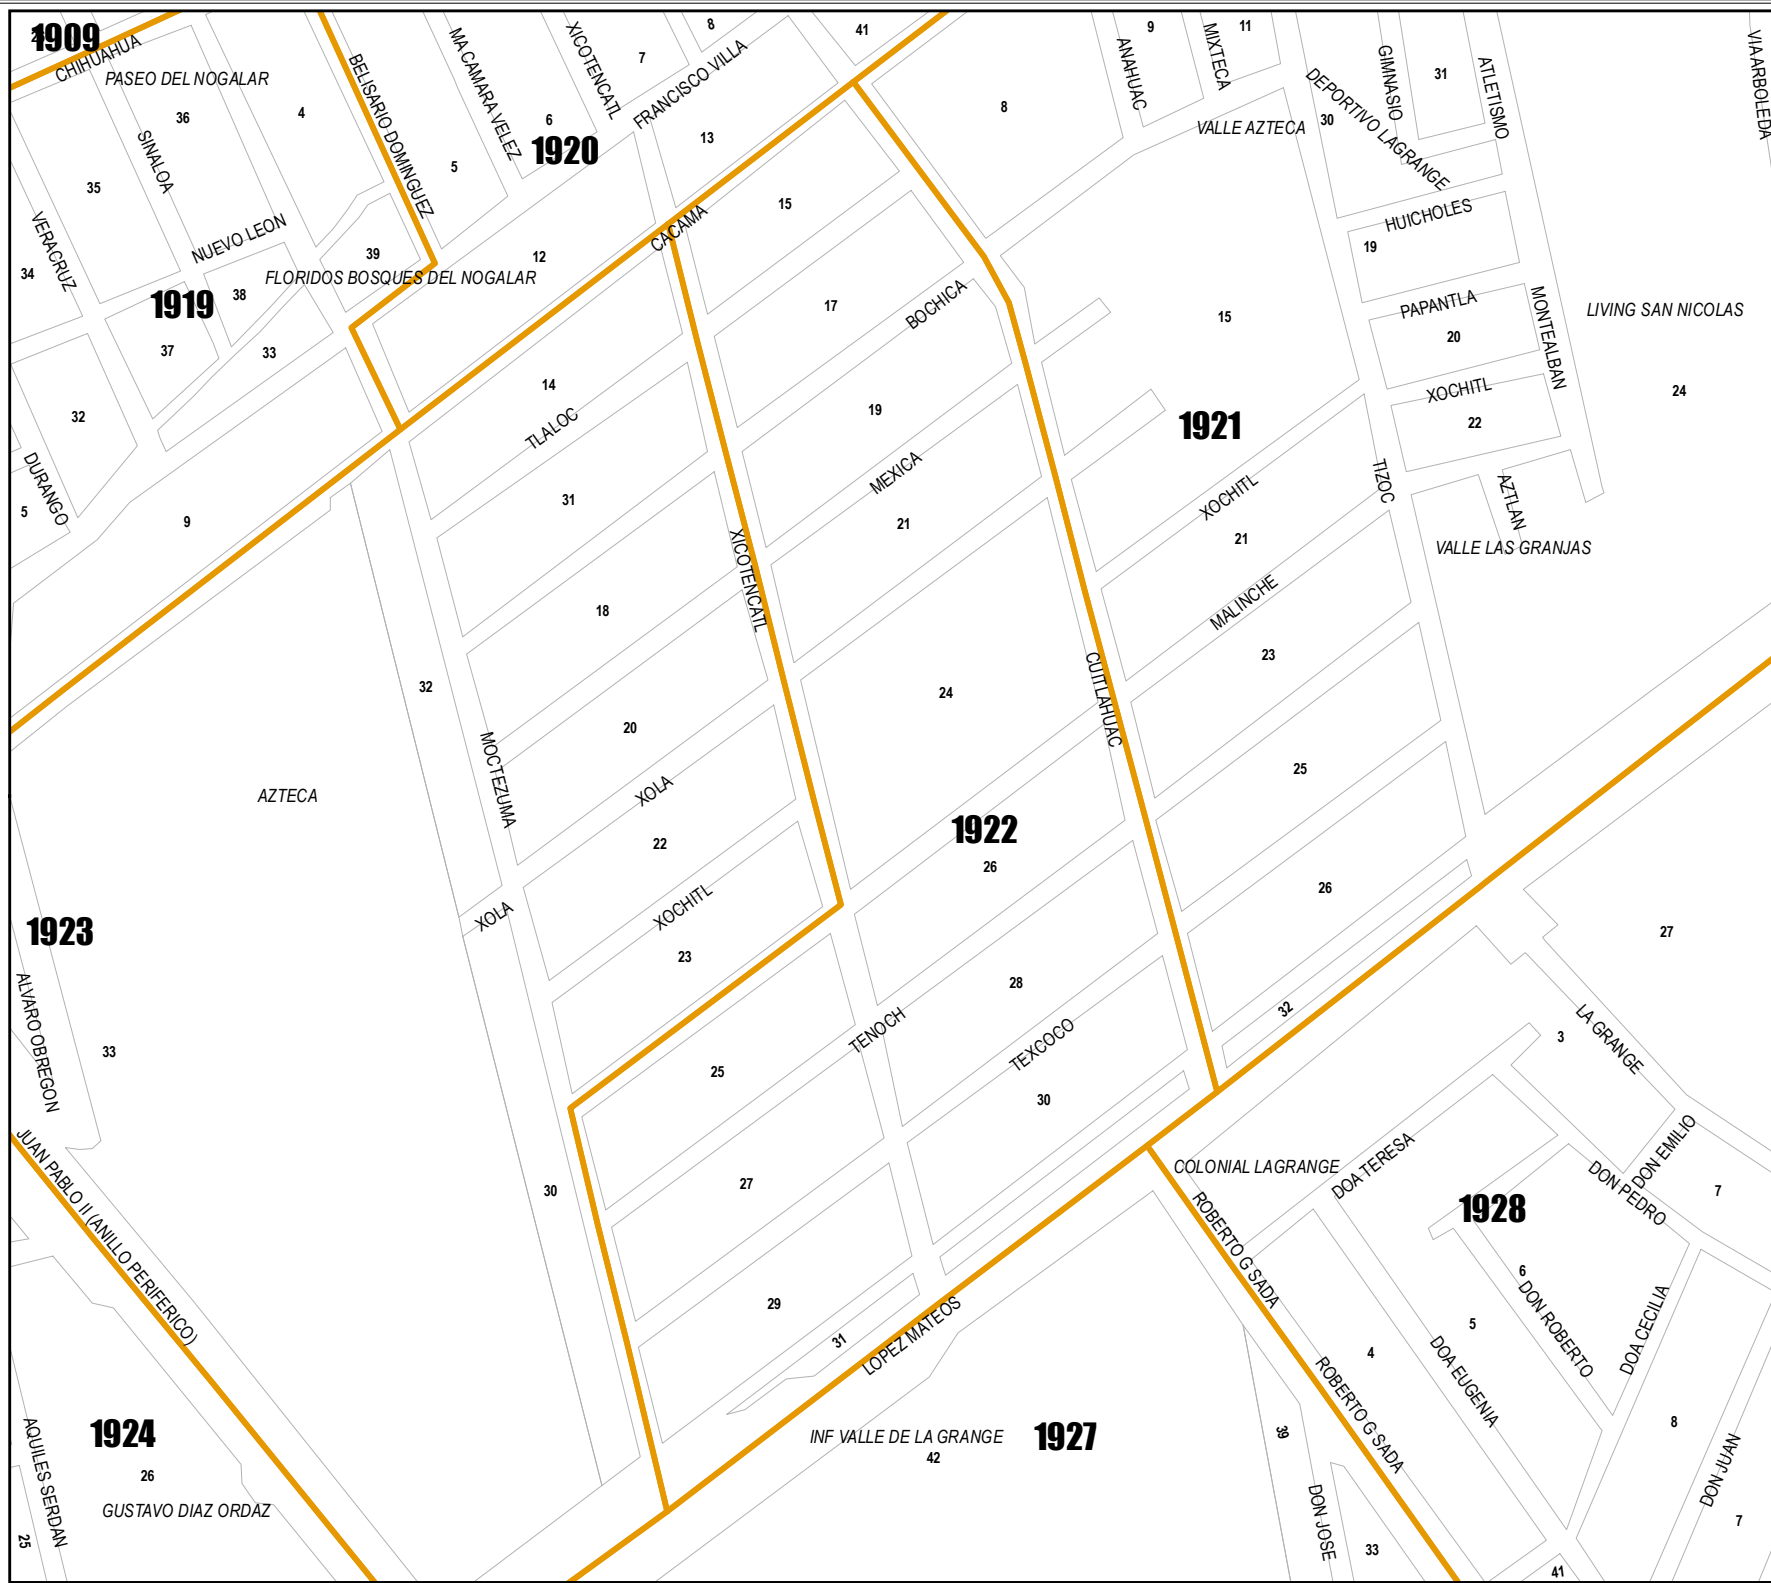 1909
CHIHUAHUA
PASEO DEL NOGALAR
36
4
SINALOA
35
VERACRUZ
NUEVO LEON
34
39
FLORIDOS BOSQUES DEL NOGALAR
1919
38
37
33
32
DURANGO
5
9
BELISARIO DOMINGUEZ
MA CAMARA VELEZ
XICOTENCATL
7
8
FRANCISCO VILLA
41
6
1920
5
13
12
CACAMA
15
14
TLALOC
31
17
BOCHICA
19
MEXICA
21
XICOTENCATL
18
20
24
32
MOCTEZUMA
XOLA
22
XOCHITL
23
XOLA
AZTECA
1923
33
ALVARO OBREGON
JUAN PABLO II (ANILLO PERIFERICO)
30
1922
26
28
TENOCH
TEXCOCO
25
27
30
29
31
LOPEZ MATEOS
8
ANAHUAC
9
MIXTECA
11
VALLE AZTECA
30
DEPORTIVO LAGRANGE
GIMNASIO
31
ATLETISMO
VIA ARBOLEDA
HUICHOLES
19
PAPANTLA
20
MONTEALBAN
LIVING SAN NICOLAS
15
XOCHITL
22
24
1921
XOCHITL
TIZOC
AZTLAN
VALLE LAS GRANJAS
21
MALINCHE
23
CUITLAHUAC
25
26
32
27
3
LA GRANGE
COLONIAL LAGRANGE
DOA TERESA
DON EMILIO
DON PEDRO
7
1928
ROBERTO G SADA
6
DON ROBERTO
DOA CECILIA
5
4
DOA EUGENIA
ROBERTO G SADA
8
DON JUAN
7
39
DON JOSE
33
41
INF VALLE DE LA GRANGE
42
1927
1924
26
GUSTAVO DIAZ ORDAZ
AQUILES SERDAN
25